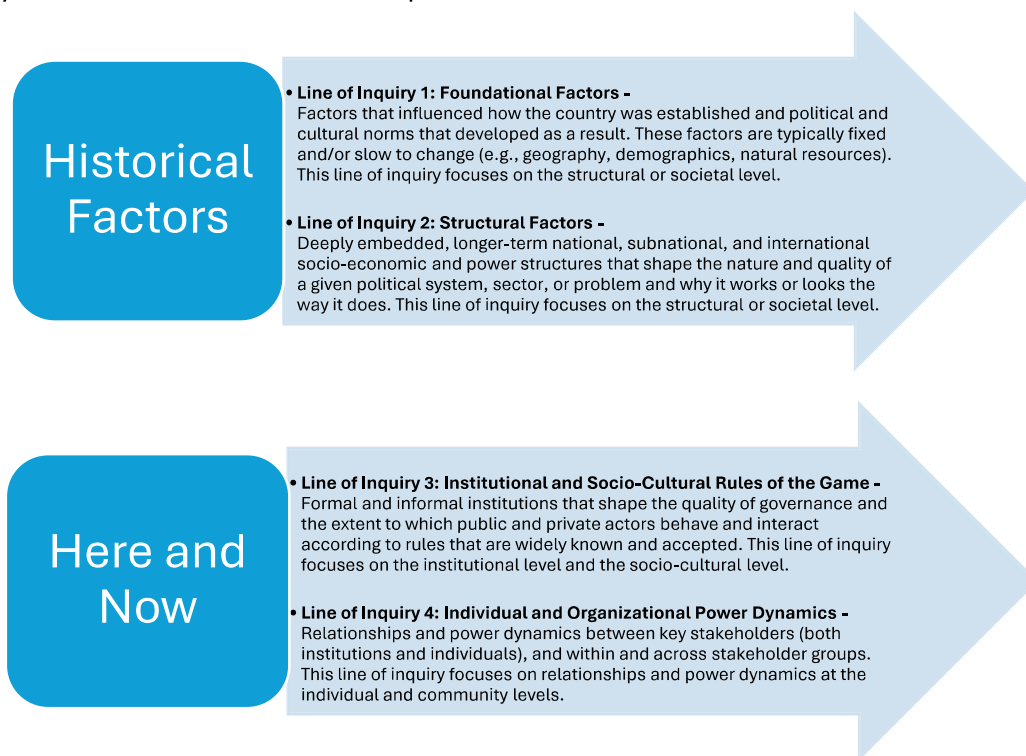 Historical
Factors
• Line of Inquiry 1: Foundational Factors -
Factors that influenced how the country was established and political and
cultural norms that developed as a result. These factors are typically fixed
and/or slow to change (e.g., geography, demographics, natural resources).
This line of inquiry focuses on the structural or societal level.
• Line of Inquiry 2: Structural Factors -
Deeply embedded, longer-term national, subnational, and international
socio-economic and power structures that shape the nature and quality of
a given political system, sector, or problem and why it works or looks the
way it does. This line of inquiry focuses on the structural or societal level.
Here and
Now
• Line of Inquiry 3: Institutional and Socio-Cultural Rules of the Game -
Formal and informal institutions that shape the quality of governance and
the extent to which public and private actors behave and interact
according to rules that are widely known and accepted. This line of inquiry
focuses on the institutional level and the socio-cultural level.
• Line of Inquiry 4: Individual and Organizational Power Dynamics -
Relationships and power dynamics between key stakeholders (both
institutions and individuals), and within and across stakeholder groups.
This line of inquiry focuses on relationships and power dynamics at the
individual and community levels.